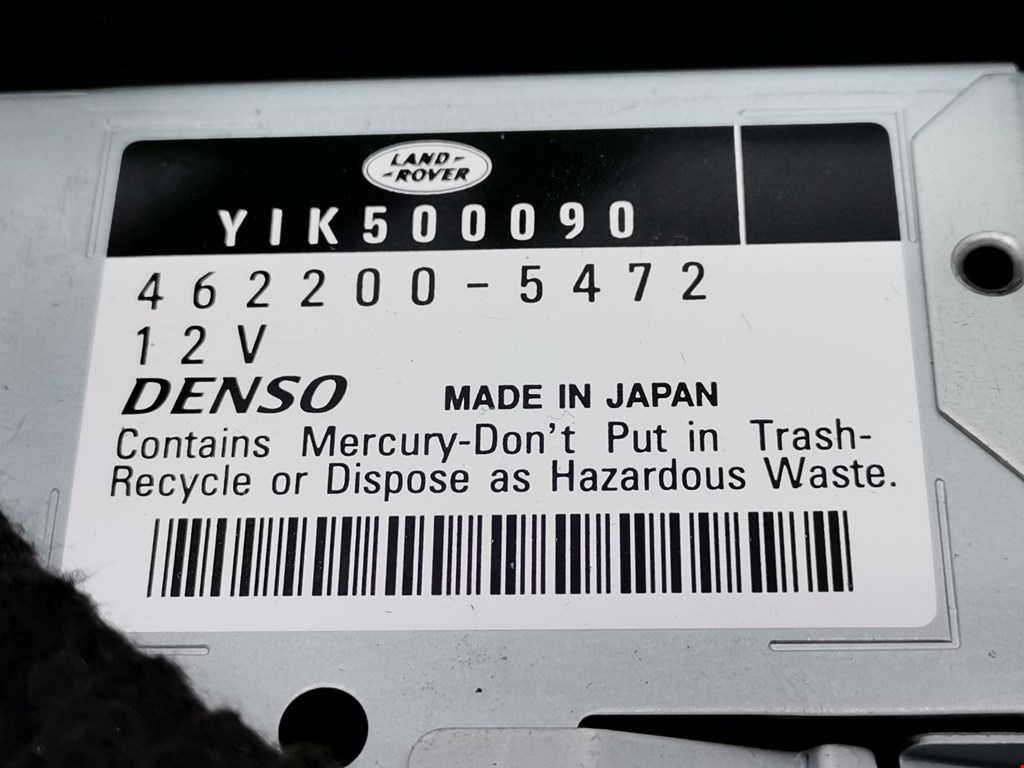 LAND-
-ROVER
YIK500090
462200-5472
12V
DENSO MADE IN JAPAN
Contains Mercury-Don't Put in Trash-
Recycle or Dispose as Hazardous Waste.